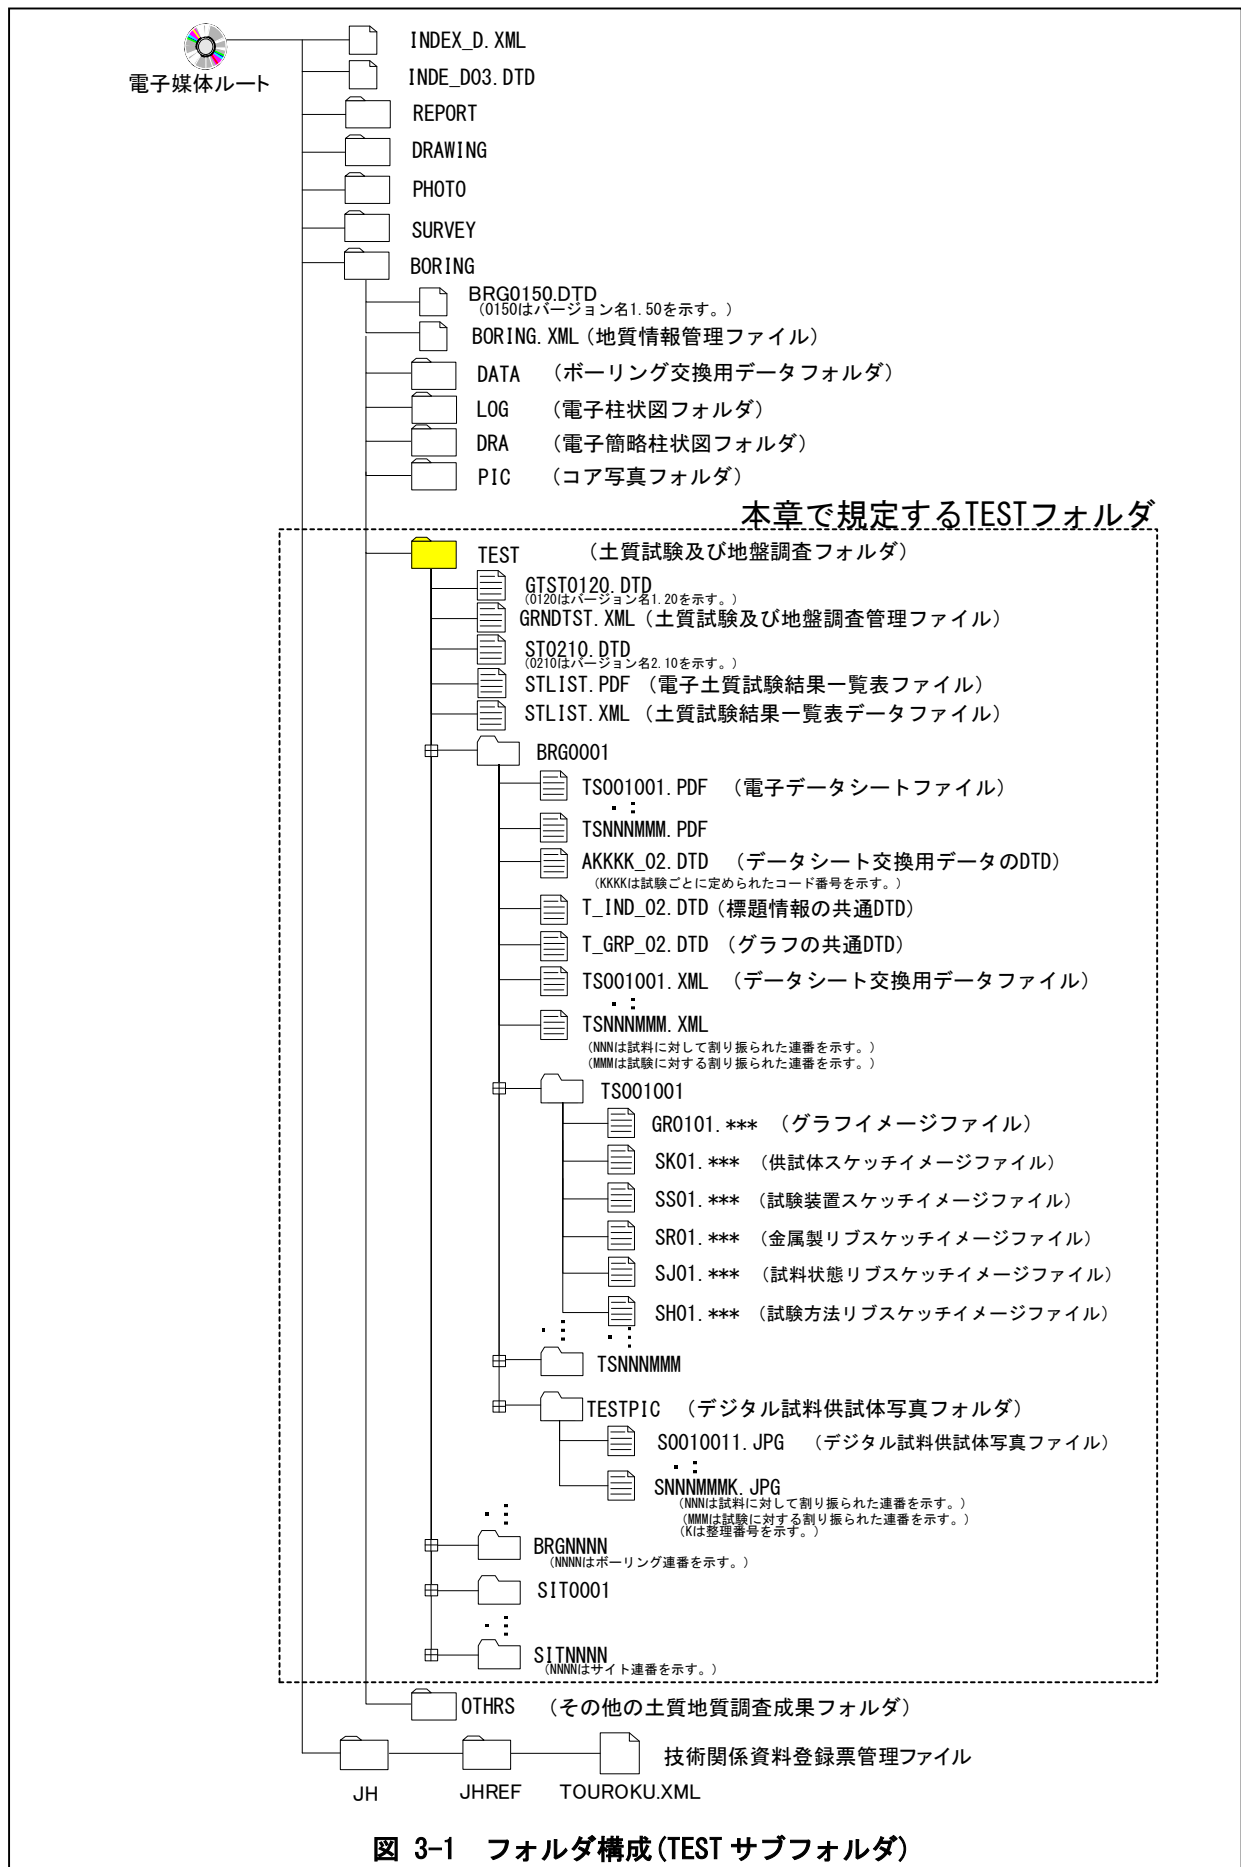 電子媒体ルート
INDEX_D.XML
INDE_D03.DTD
REPORT
DRAWING
PHOTO
SURVEY
BORING
BRG0150.DTD
(0150はバージョン名1.50を示す。)
BORING.XML(地質情報管理ファイル)
DATA (ボーリング交換用データフォルダ)
LOG (電子柱状図フォルダ)
DRA (電子簡略柱状図フォルダ)
PIC (コア写真フォルダ)
本章で規定するTESTフォルダ
TEST (土質試験及び地盤調査フォルダ)
GTST0120.DTD
(0120はバージョン名1.20を示す。)
GRNDTST.XML(土質試験及び地盤調査管理ファイル)
ST0210.DTD
(0210はバージョン名2.10を示す。)
STLIST.PDF (電子土質試験結果一覧表ファイル)
STLIST.XML (土質試験結果一覧表データファイル)
BRG0001
TS001001.PDF (電子データシートファイル)
TSNNNMMM.PDF
AKKKK_02.DTD (データシート交換用データのDTD)
(KKKKは試験ごとに定められたコード番号を示す。)
T_IND_02.DTD(標題情報の共通DTD)
T_GRP_02.DTD (グラフの共通DTD)
TS001001.XML (データシート交換用データファイル)
TSNNNMMM.XML
(NNNは試料に対して割り振られた連番を示す。)
(MMMは試験に対する割り振られた連番を示す。)
TS001001
GR0101.*** (グラフイメージファイル)
SK01.*** (供試体スケッチイメージファイル)
SS01.*** (試験装置スケッチイメージファイル)
SR01.*** (金属製リブスケッチイメージファイル)
SJ01.*** (試料状態リブスケッチイメージファイル)
SH01.*** (試験方法リブスケッチイメージファイル)
TSNNNMMM
TESTPIC (デジタル試料供試体写真フォルダ)
S0010011.JPG (デジタル試料供試体写真ファイル)
SNNNMMMK.JPG
(NNNは試料に対して割り振られた連番を示す。)
(MMMは試験に対する割り振られた連番を示す。)
(Kは整理番号を示す。)
BRGNNNN
(NNNNはボーリング連番を示す。)
SIT0001
SITNNNN
(NNNNはサイト連番を示す。)
OTHRS (その他の土質地質調査成果フォルダ)
技術関係資料登録票管理ファイル
JH JHREF TOUROKU.XML
図 3-1 フォルダ構成(TEST サブフォルダ)